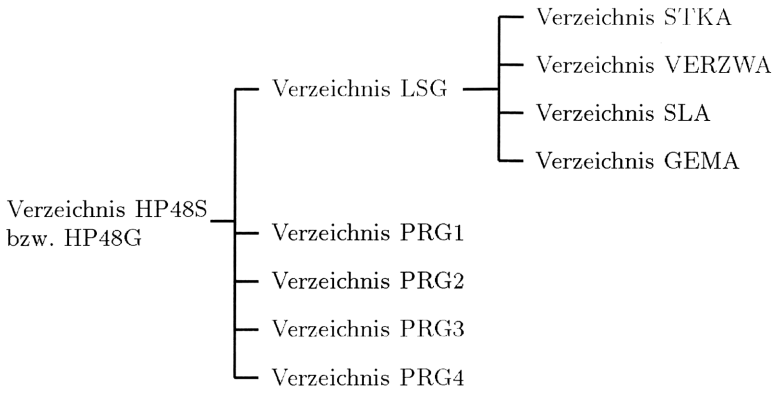 Verzeichnis STKA
Verzeichnis VERZWA
Verzeichnis LSG
Verzeichnis SLA
Verzeichnis GEMA
Verzeichnis HP48S
bzw. HP48G
Verzeichnis PRG1
Verzeichnis PRG2
Verzeichnis PRG3
Verzeichnis PRG4